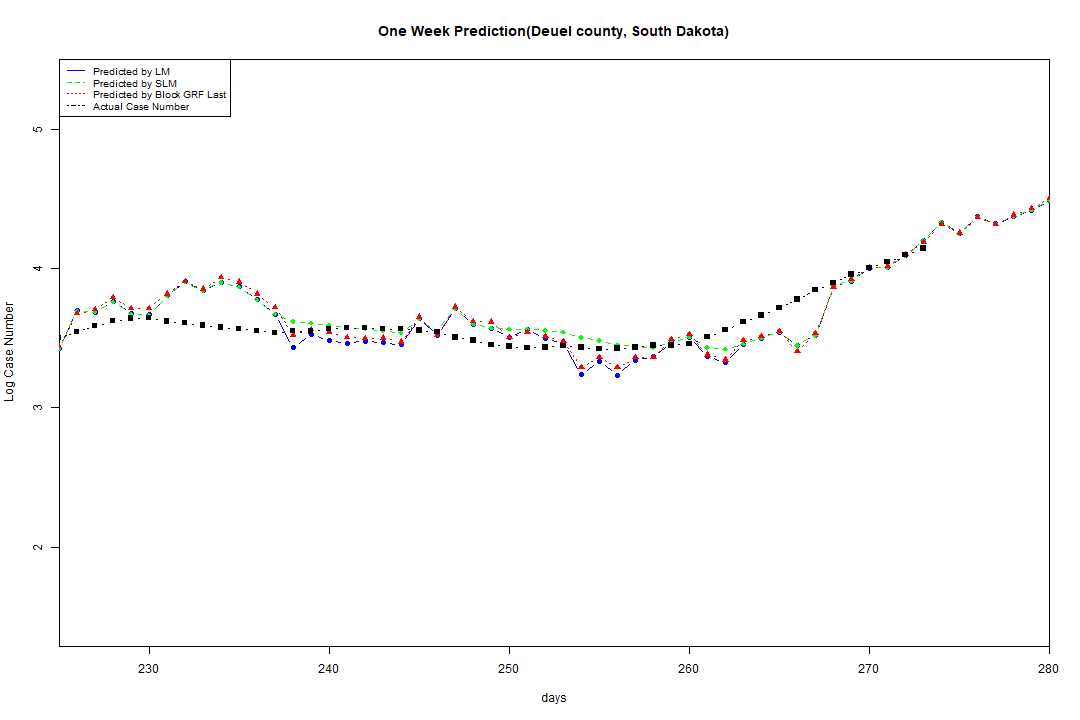 One Week Prediction(Deuel county, South Dakota)
Predicted by LM
Predicted by SLM
Predicted by Block GRF Last
Actual Case Number
5
4
3
2
Log Case Number
230 240 250 260 270 280
days